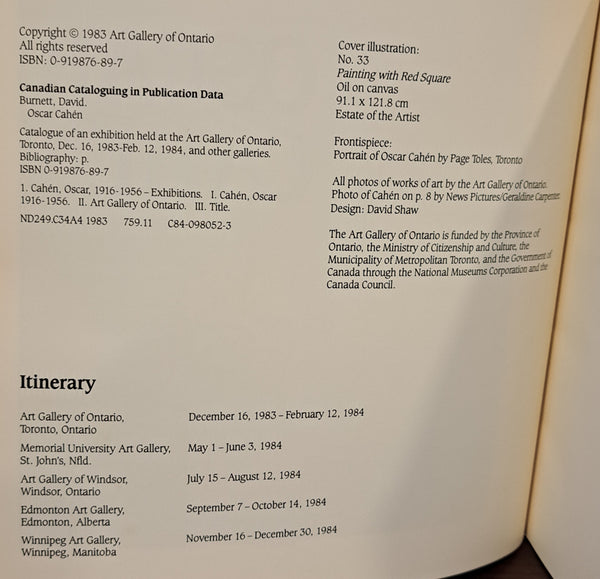 Copyright © 1983 Art Gallery of Ontario
All rights reserved
ISBN: 0-919876-89-7
Canadian Cataloguing in Publication Data
Burnett, David.
Oscar Cahén
Catalogue of an exhibition held at the Art Gallery of Ontario,
Toronto, Dec. 16, 1983-Feb. 12, 1984, and other galleries.
Bibliography: p.
ISBN 0-919876-89-7
1. Cahén, Oscar, 1916-1956 – Exhibitions. I. Cahén, Oscar
1916-1956. II. Art Gallery of Ontario. III. Title.
ND249.C34A4 1983 759.11 C84-098052-3
Cover illustration:
No. 33
Painting with Red Square
Oil on canvas
91.1 x 121.8 cm
Estate of the Artist
Frontispiece:
Portrait of Oscar Cahén by Page Toles, Toronto
All photos of works of art by the Art Gallery of Ontario.
Photo of Cahén on p. 8 by News Pictures/Geraldine Carpenter.
Design: David Shaw
The Art Gallery of Ontario is funded by the Province of
Ontario, the Ministry of Citizenship and Culture, the
Municipality of Metropolitan Toronto, and the Government of
Canada through the National Museums Corporation and the
Canada Council.
Itinerary
Art Gallery of Ontario, December 16, 1983 – February 12, 1984
Toronto, Ontario
Memorial University Art Gallery, May 1 – June 3, 1984
St. John's, Nfld.
Art Gallery of Windsor, July 15 – August 12, 1984
Windsor, Ontario
Edmonton Art Gallery, September 7 – October 14, 1984
Edmonton, Alberta
Winnipeg Art Gallery, November 16 – December 30, 1984
Winnipeg, Manitoba